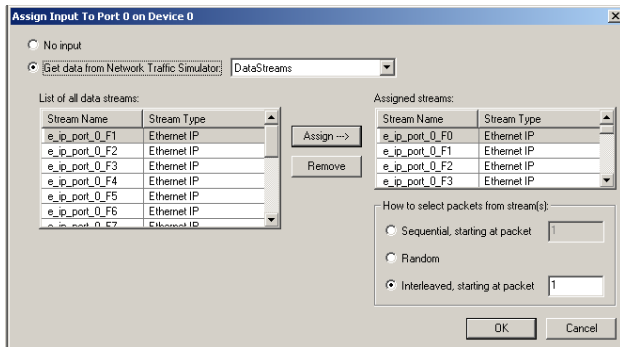 Assign Input To Port 0 on Device 0
No input
Get data from Network Traffic Simulator: DataStreams
List of all data streams:
Stream Name Stream Type
e_ip_port_0_F1 Ethernet IP
e_ip_port_0_F2 Ethernet IP
e_ip_port_0_F3 Ethernet IP
e_ip_port_0_F4 Ethernet IP
e_ip_port_0_F5 Ethernet IP
e_ip_port_0_F6 Ethernet IP
e_ip_port_0_F7 Ethernet IP
Assign --->
Remove
Assigned streams:
Stream Name Stream Type
e_ip_port_0_F0 Ethernet IP
e_ip_port_0_F1 Ethernet IP
e_ip_port_0_F2 Ethernet IP
e_ip_port_0_F3 Ethernet IP
How to select packets from stream(s):
Sequential, starting at packet 1
Random
Interleaved, starting at packet 1
OK Cancel